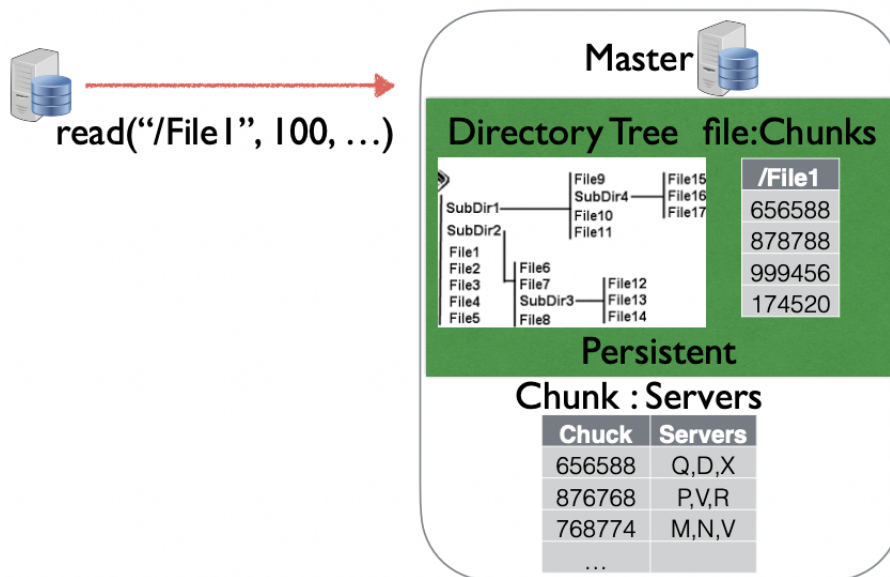 Master
read(“/File1”, 100, …)
Directory Tree file:Chunks
File9
SubDir4
File10
File11
File15
File16
File17
SubDir1
SubDir2
File1
File2
File3
File4
File5
File6
File7
SubDir3
File8
File12
File13
File14
/File1
656588
878788
999456
174520
Persistent
Chunk : Servers
Chuck Servers
656588 Q,D,X
876768 P,V,R
768774 M,N,V
…